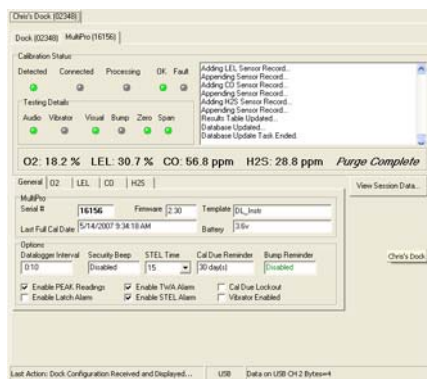 Chris's Dock (02348)
Dock (02348) MultiPro (16156)
Calibration Status
Detected Connected Processing OK Fault
Testing Details
Audio Vibrator Visual Bump Zero Span
Adding LEL Sensor Record...
Appending Sensor Record...
Adding CO Sensor Record...
Appending Sensor Record...
Adding H2S Sensor Record...
Appending Sensor Record...
Results Table Updated...
Database Updated...
Database Update Task Ended.
O2: 18.2 % LEL: 30.7 % CO: 56.8 ppm H2S: 28.8 ppm Purge Complete
General O2 LEL CO H2S
View Session Data...
MultiPro
Serial # 16156 Firmware 2.30 Template DL_Instr
Last Full Cal Date 5/14/2007 9:34:18 AM Battery 3.6v
Options
Datalogger Interval Security Beep STEL Time Cal Due Reminder Bump Reminder
0:10 Disabled 15 30 day(s) Disabled
Chris's Dock
Enable PEAK Readings Enable TWA Alarm Cal Due Lockout
Enable Latch Alarm Enable STEL Alarm Vibrator Enabled
Last Action: Dock Configuration Received and Displayed... USB Data on USB CH 2 Bytes=4